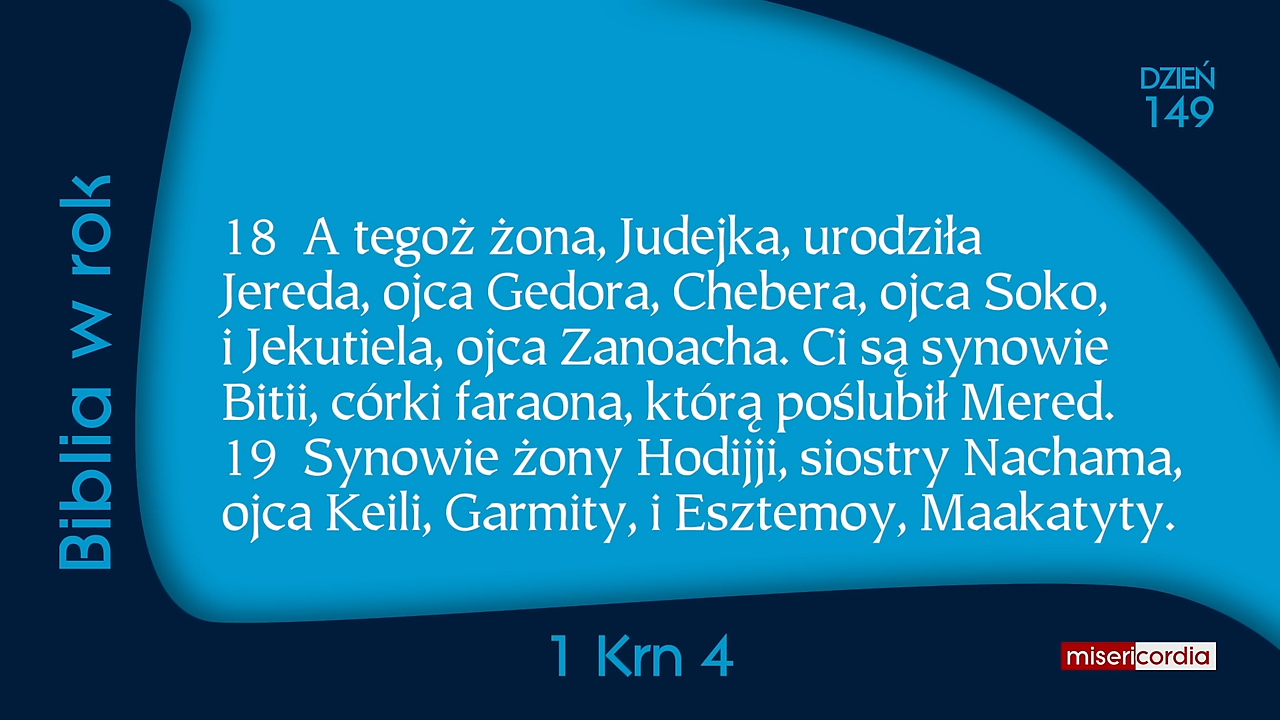 DZIEŃ
149
Biblia w rok
18 A tegoż żona, Judejka, urodziła
Jereda, ojca Gedora, Chebera, ojca Soko,
i Jekutiela, ojca Zanoacha. Ci są synowie
Bitii, córki faraona, którą poślubił Mered.
19 Synowie żony Hodijji, siostry Nachama,
ojca Keili, Garmity, i Esztemoy, Maakatyty.
1 Krn 4
misericordia